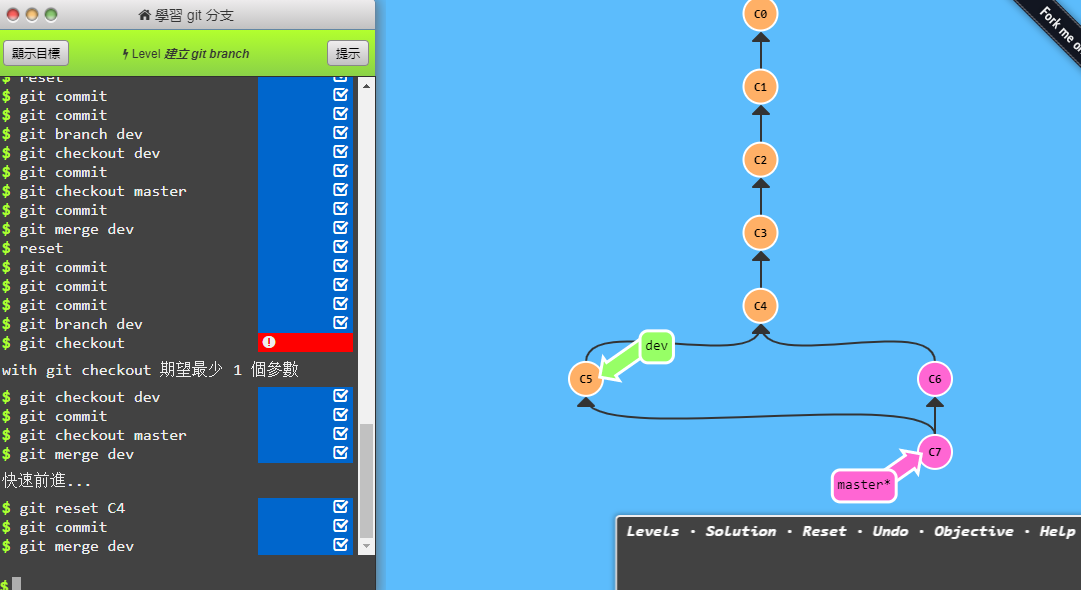 學習 git 分支
顯示目標
Level 建立 git branch
提示
$ reset
$ git commit
$ git commit
$ git branch dev
$ git checkout dev
$ git commit
$ git checkout master
$ git commit
$ git merge dev
$ reset
$ git commit
$ git commit
$ git commit
$ git branch dev
$ git checkout
with git checkout 期望最少 1 個參數
$ git checkout dev
$ git commit
$ git checkout master
$ git merge dev
快速前進...
$ git reset C4
$ git commit
$ git merge dev
$
C0
C1
C2
C3
C4
dev
C5
C6
C7
master*
Fork me
Levels · Solution · Reset · Undo · Objective · Help